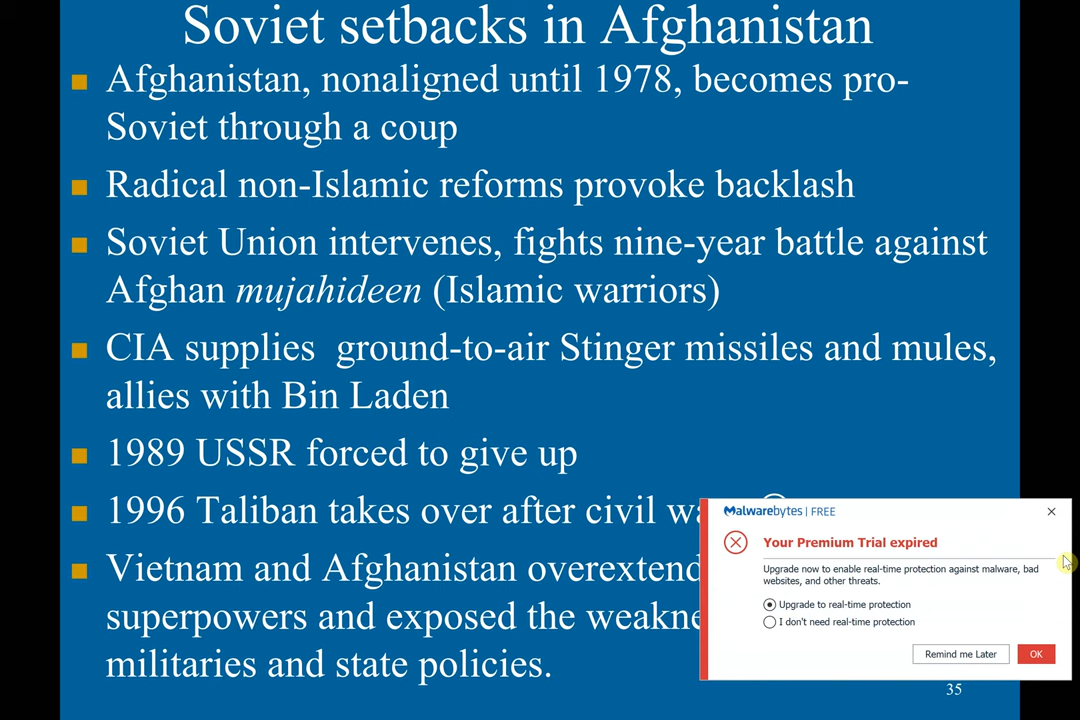 Soviet setbacks in Afghanistan
Afghanistan, nonaligned until 1978, becomes pro-
Soviet through a coup
Radical non-Islamic reforms provoke backlash
Soviet Union intervenes, fights nine-year battle against
Afghan mujahideen (Islamic warriors)
CIA supplies ground-to-air Stinger missiles and mules,
allies with Bin Laden
1989 USSR forced to give up
1996 Taliban takes over after civil
Vietnam and Afghanistan
superpowers and exposed the
militaries and state policies.
35
Malwarebytes | FREE
Your Premium Trial expired
Upgrade now to enable real-time protection against malware, bad
websites, and other threats.
Upgrade to real-time protection
I don't need real-time protection
Remind me Later
OK